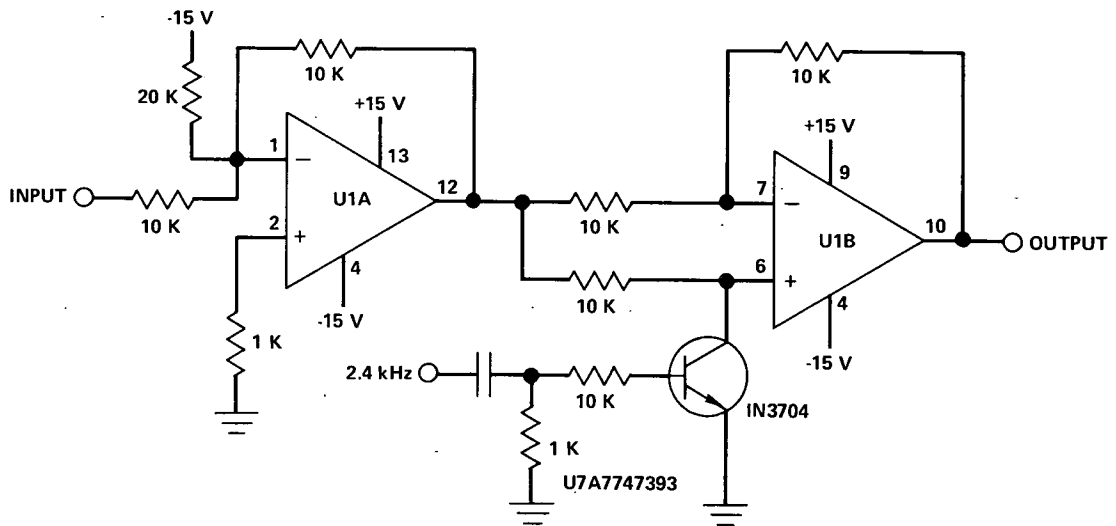 -15 V
10 K
10 K
20 K
+15 V
+15 V
1
13
9
INPUT
12
7
U1A
10 K
2
10 K
U1B
10
OUTPUT
6
4
4
10 K
-15 V
1 K
-15 V
2.4 kHz
10 K
IN3704
1 K
U7A7747393